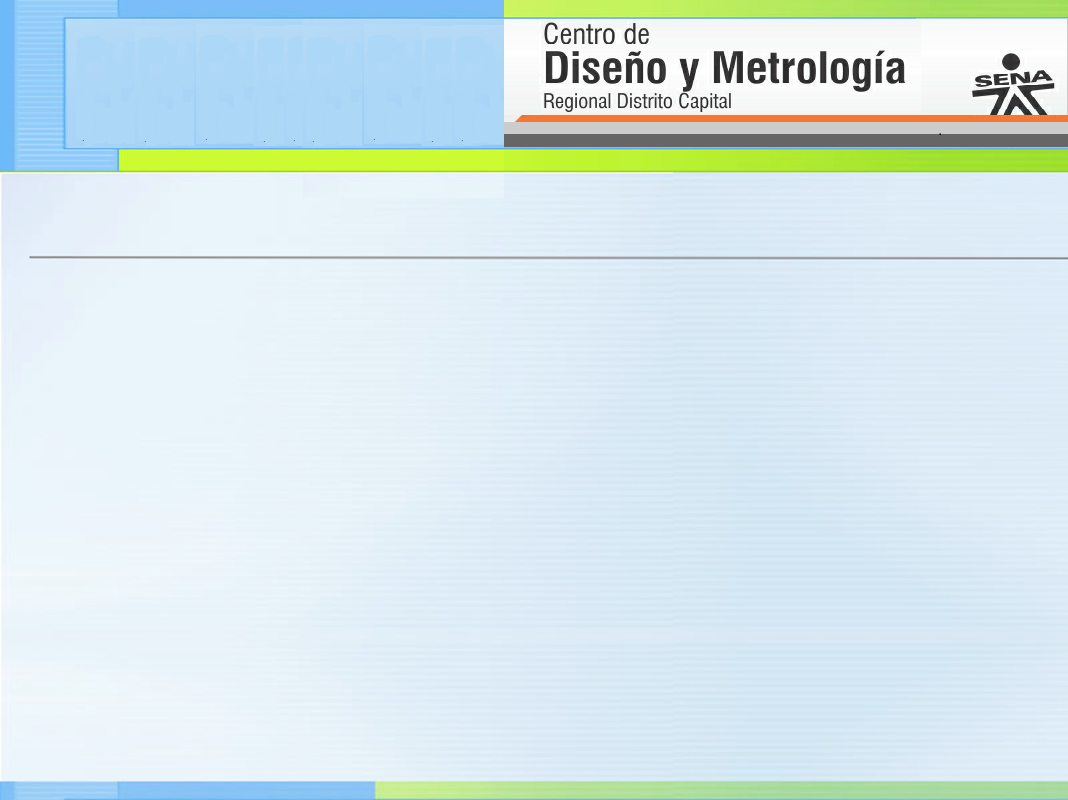 Centro de
Diseño y Metrología
Regional Distrito Capital
SENA